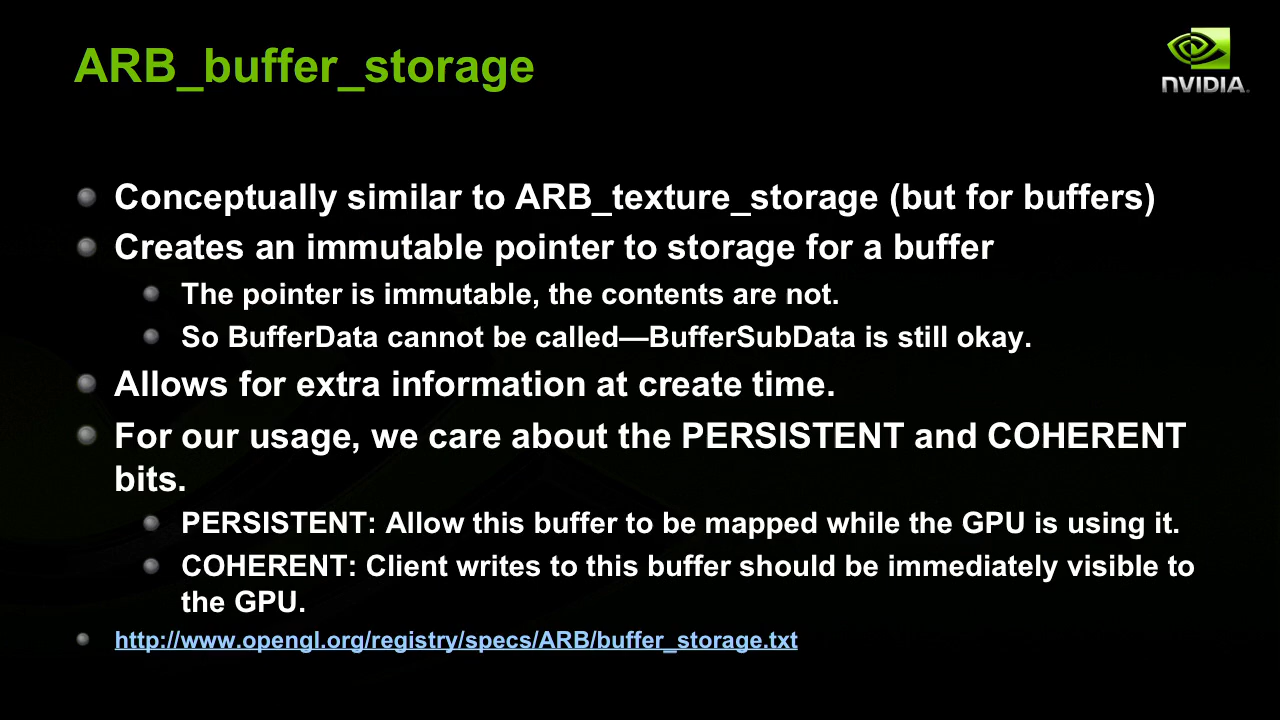 ARB_buffer_storage
NVIDIA
Conceptually similar to ARB_texture_storage (but for buffers)
Creates an immutable pointer to storage for a buffer
The pointer is immutable, the contents are not.
So BufferData cannot be called—BufferSubData is still okay.
Allows for extra information at create time.
For our usage, we care about the PERSISTENT and COHERENT
bits.
PERSISTENT: Allow this buffer to be mapped while the GPU is using it.
COHERENT: Client writes to this buffer should be immediately visible to
the GPU.
http://www.opengl.org/registry/specs/ARB/buffer_storage.txt